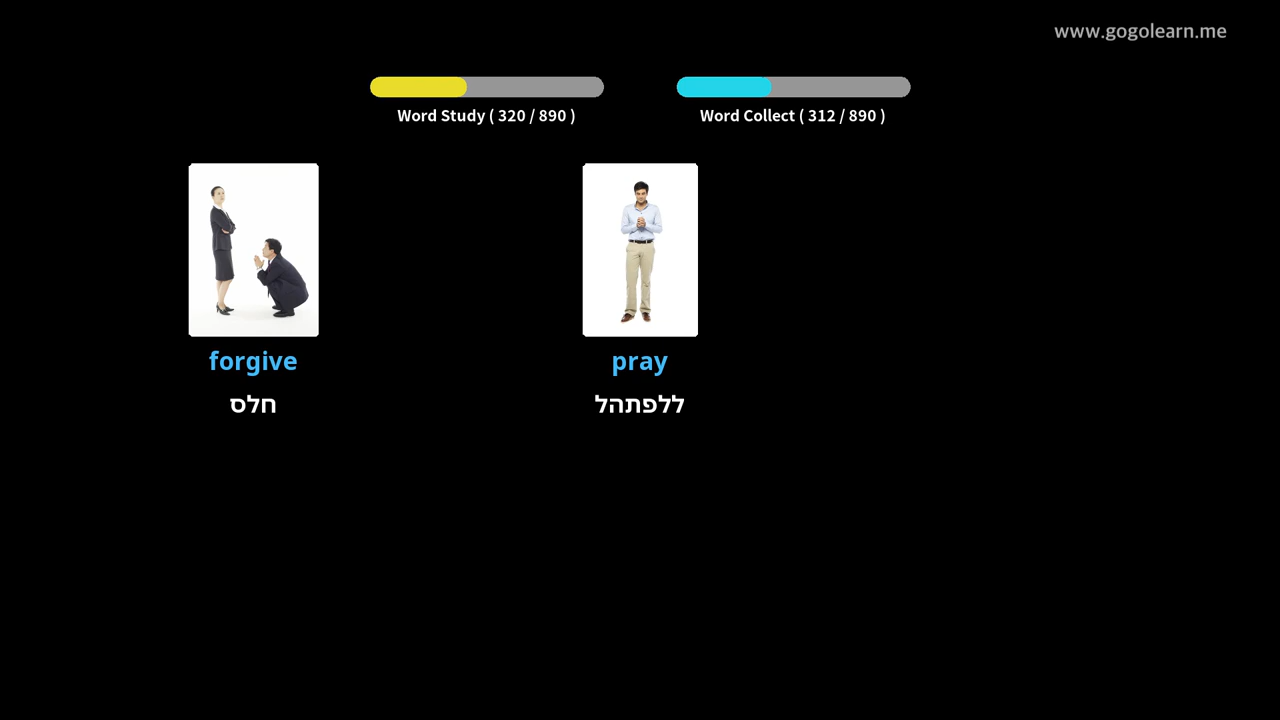 www.gogolearn.me
Word Study ( 320 / 890 )
Word Collect ( 312 / 890 )
forgive
חלס
pray
ללפתהל